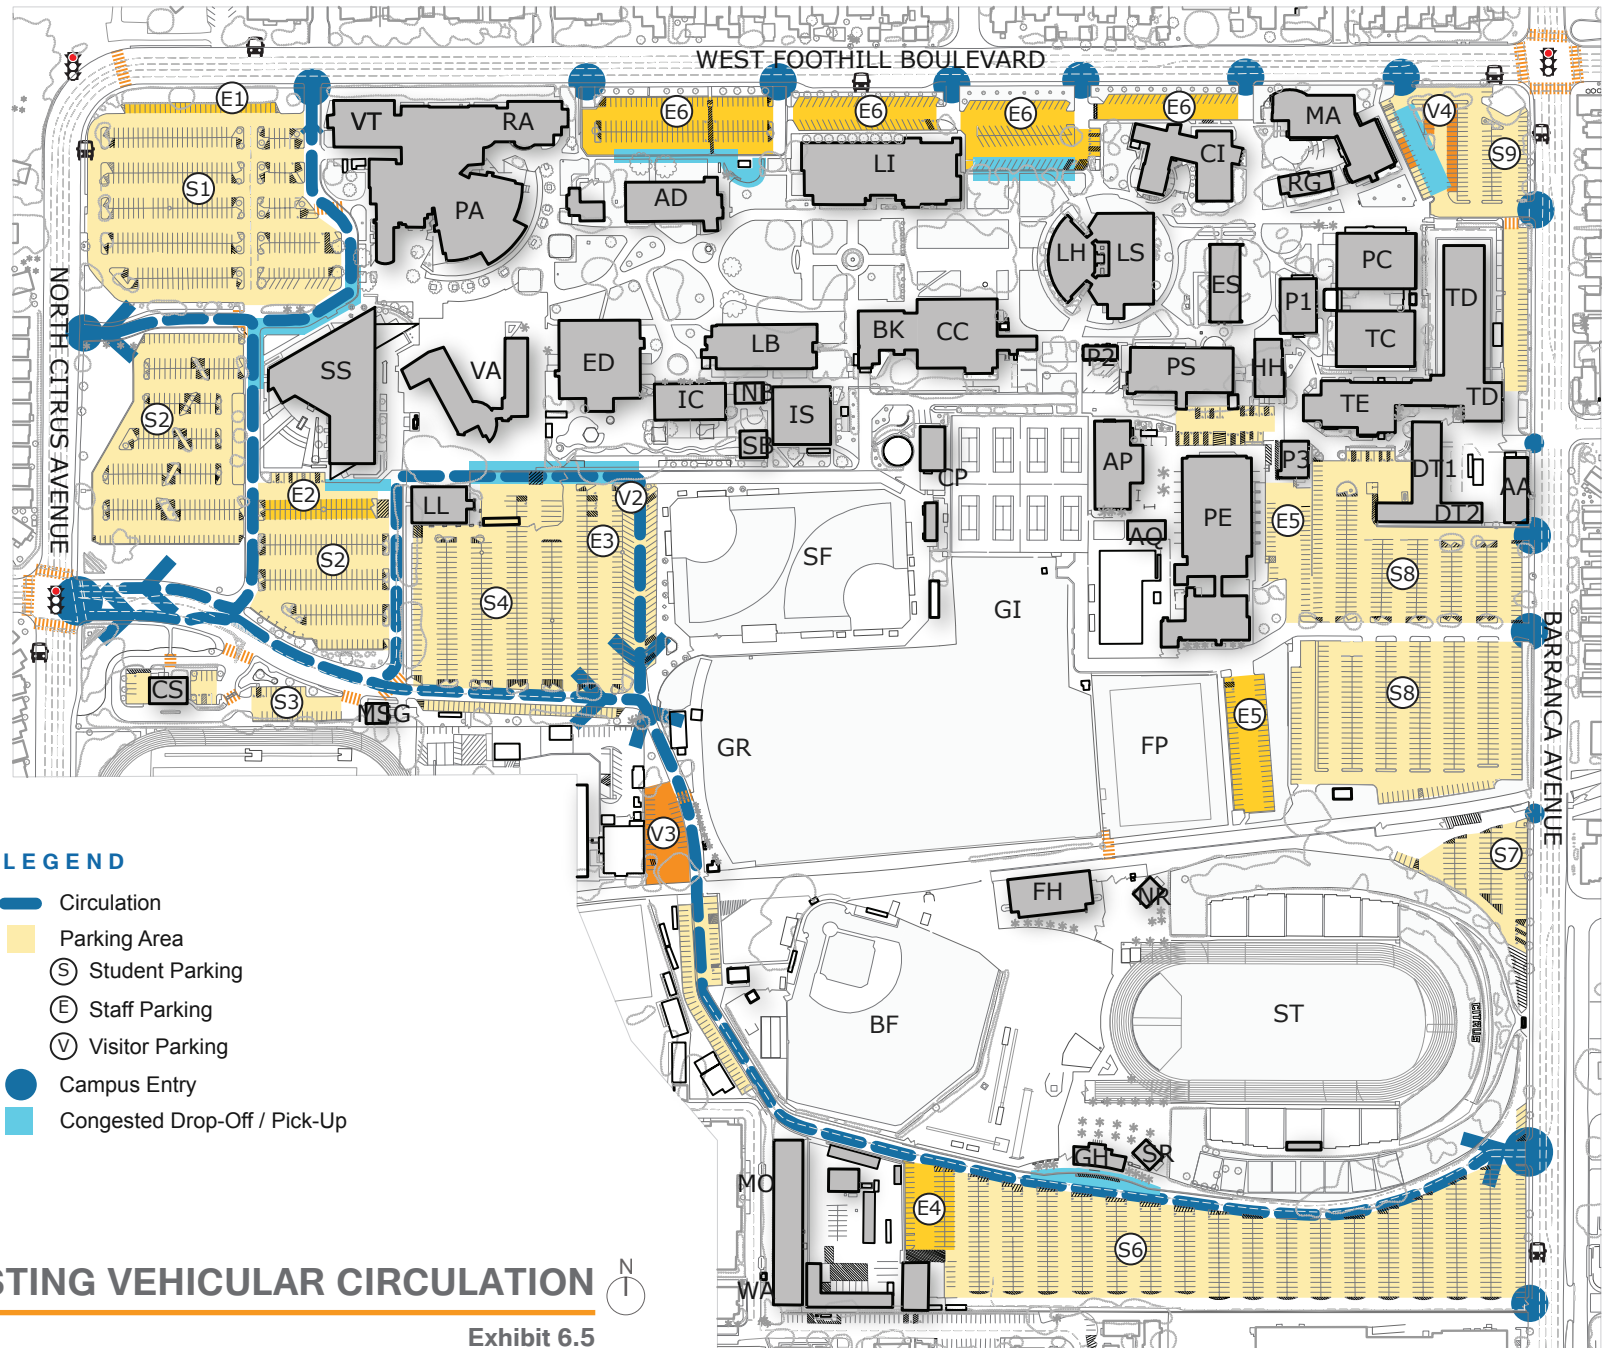 WEST FOOTHILL BOULEVARD
E1
E6
E6
E6
E6
V4
VT
RA
MA
S9
LI
CI
S1
AD
RG
PA
LH
LS
PC
ES
P1
TD
NORTH CITRUS AVENUE
BK
CC
LB
TC
SS
VA
ED
P2
PS
HH
IC
IS
TE
TD
S2
SB
AP
P3
DT1
CP
AA
E2
LL
V2
DT2
PE
E5
AQ
E3
S2
SF
S8
S4
GI
BARRANCA AVENUE
CS
S3
MSG
S8
E5
GR
FP
V3
S7
LEGEND
FH
NR
Circulation
Parking Area
S Student Parking
E Staff Parking
V Visitor Parking
Campus Entry
Congested Drop-Off / Pick-Up
ST
CITRUS
BF
GH
SR
MO
E4
S6
WA
STING VEHICULAR CIRCULATION
N
Exhibit 6.5